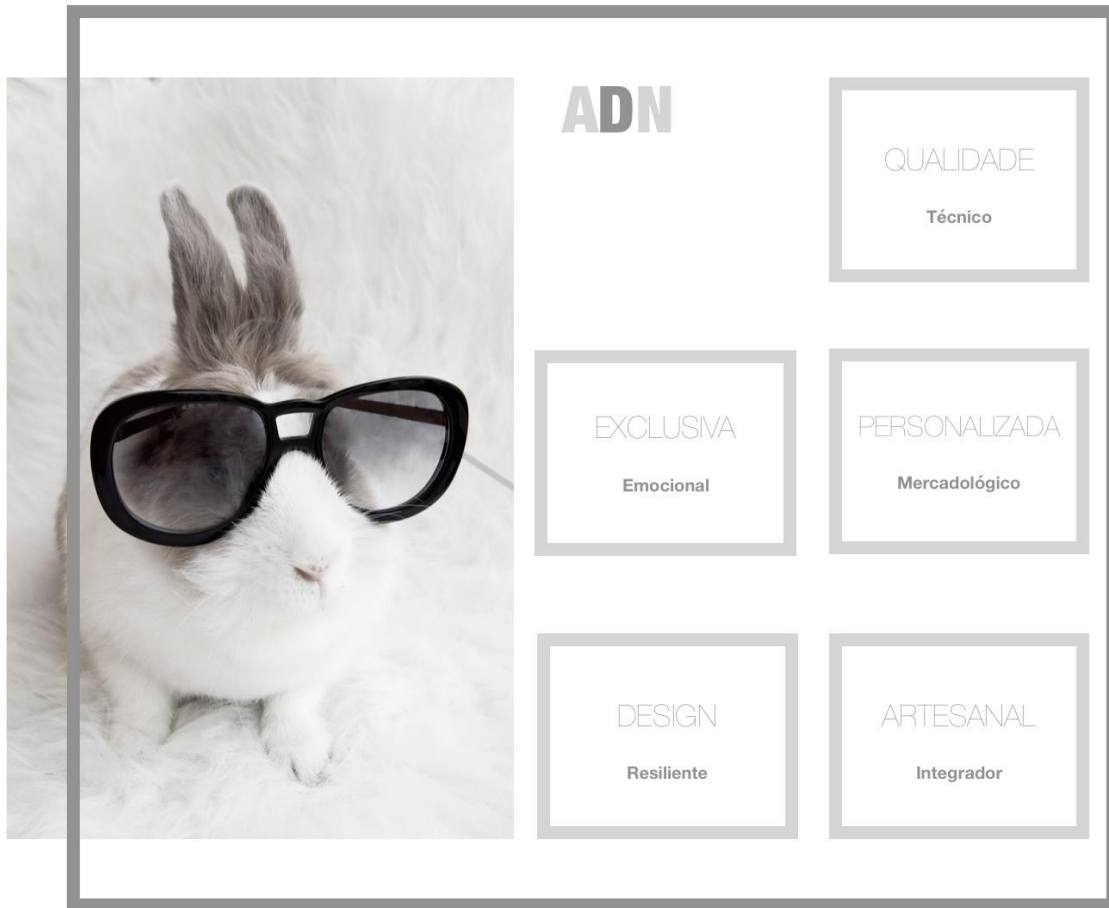 ADN
QUALIDADE
Técnico
EXCLUSIVA
Emocional
PERSONALIZADA
Mercadológico
DESIGN
Resiliente
ARTESANAL
Integrador